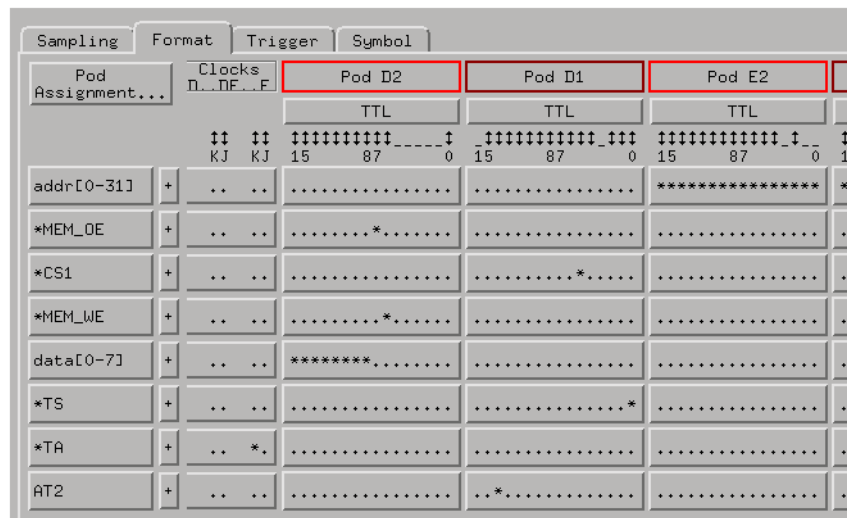 Sampling Format Trigger Symbol
Pod Assignment... Clocks Pod D2 Pod D1 Pod E2
TTL TTL TTL
KJ KJ 15 87 0 15 87 0 15 87 0
addr[0-31] + .. .. ................ ................ ****************
*MEM_OE + .. .. ........*....... ................ ................
*CS1 + .. .. ................ ..........*..... ................
*MEM_WE + .. .. .........*...... ................ ................
data[0-7] + .. .. ********........ ................ ................
*TS + .. .. ................ ...............* ................
*TA + .. *. ................ ................ ................
AT2 + .. .. ................ ..*............. ................